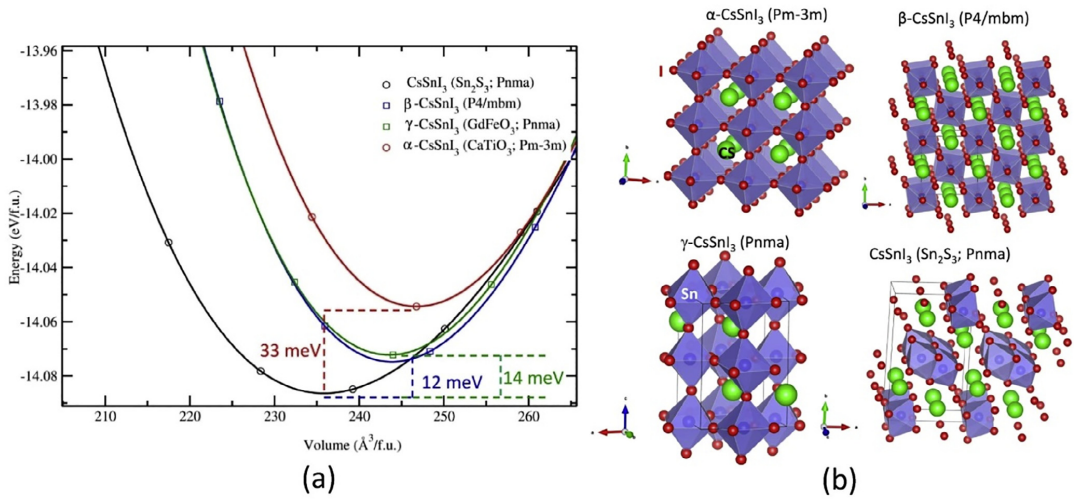 -13.96
-13.98
-14.00
-14.02
-14.04
-14.06
-14.08
Energy (eV/f.u.)
CsSnI₃ (Sn₂S₃; Pnma)
β-CsSnI₃ (P4/mbm)
γ-CsSnI₃ (GdFeO₃; Pnma)
α-CsSnI₃ (CaTiO₃; Pm-3m)
33 meV
12 meV
14 meV
210 220 230 240 250 260
Volume (Å³/f.u.)
(a)
α-CsSnI₃ (Pm-3m)
I
CS
β-CsSnI₃ (P4/mbm)
γ-CsSnI₃ (Pnma)
Sn
CsSnI₃ (Sn₂S₃; Pnma)
(b)